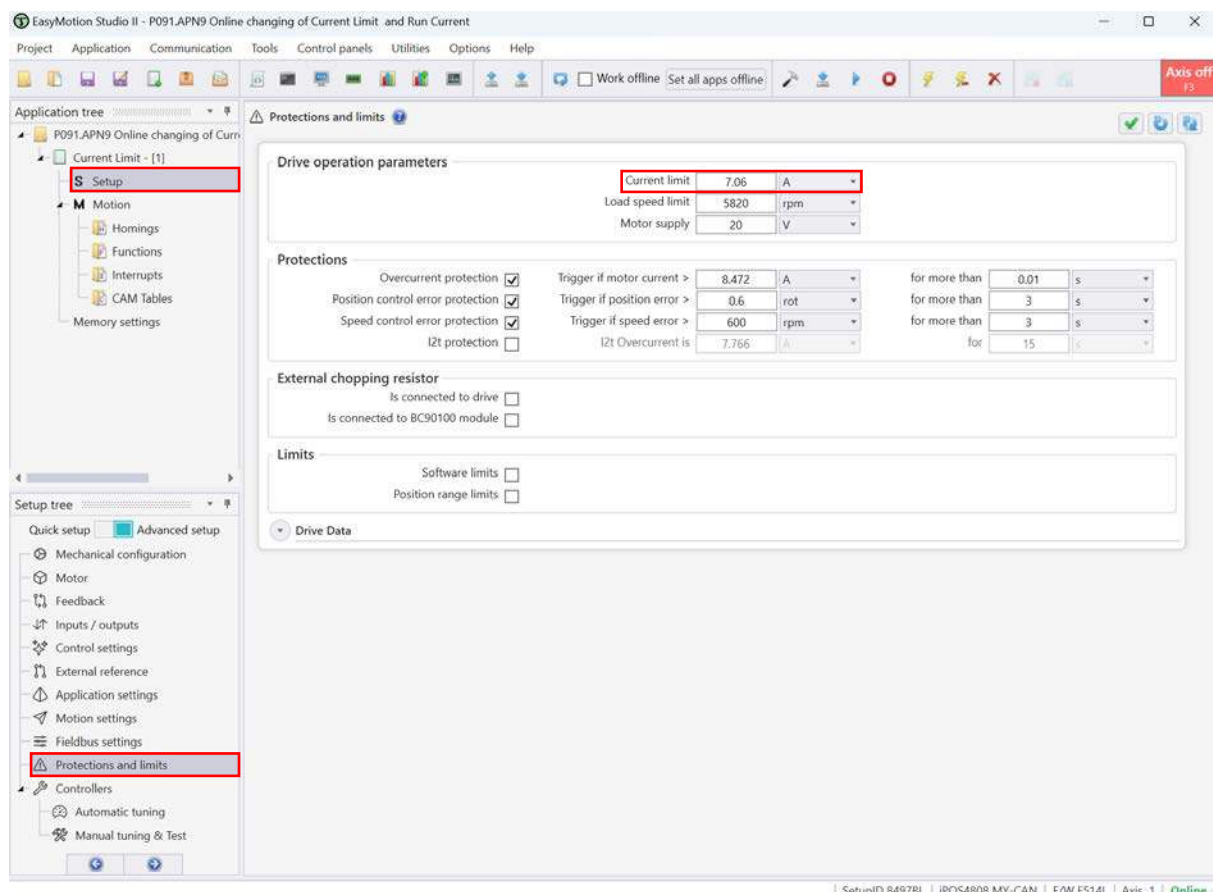 EasyMotion Studio II - P091.APN9 Online changing of Current Limit and Run Current
Project Application Communication Tools Control panels Utilities Options Help
Work offline Set all apps offline
Axis off
F3
Application tree
P091.APN9 Online changing of Curr
Current Limit - [1]
S Setup
M Motion
Homings
Functions
Interrupts
CAM Tables
Memory settings
Setup tree
Quick setup Advanced setup
Mechanical configuration
Motor
Feedback
Inputs / outputs
Control settings
External reference
Application settings
Motion settings
Fieldbus settings
Protections and limits
Controllers
Automatic tuning
Manual tuning & Test
Protections and limits
Drive operation parameters
Current limit 7.06 A
Load speed limit 5820 rpm
Motor supply 20 V
Protections
Overcurrent protection Trigger if motor current > 8.472 A for more than 0.01 s
Position control error protection Trigger if position error > 0.6 rot for more than 3 s
Speed control error protection Trigger if speed error > 600 rpm for more than 3 s
I2t protection I2t Overcurrent is 7.766 A for 15 s
External chopping resistor
Is connected to drive
Is connected to BC90100 module
Limits
Software limits
Position range limits
Drive Data
SetupID 8497BL iPOS4808 MY-CAN F/W F514L Axis 1 Online